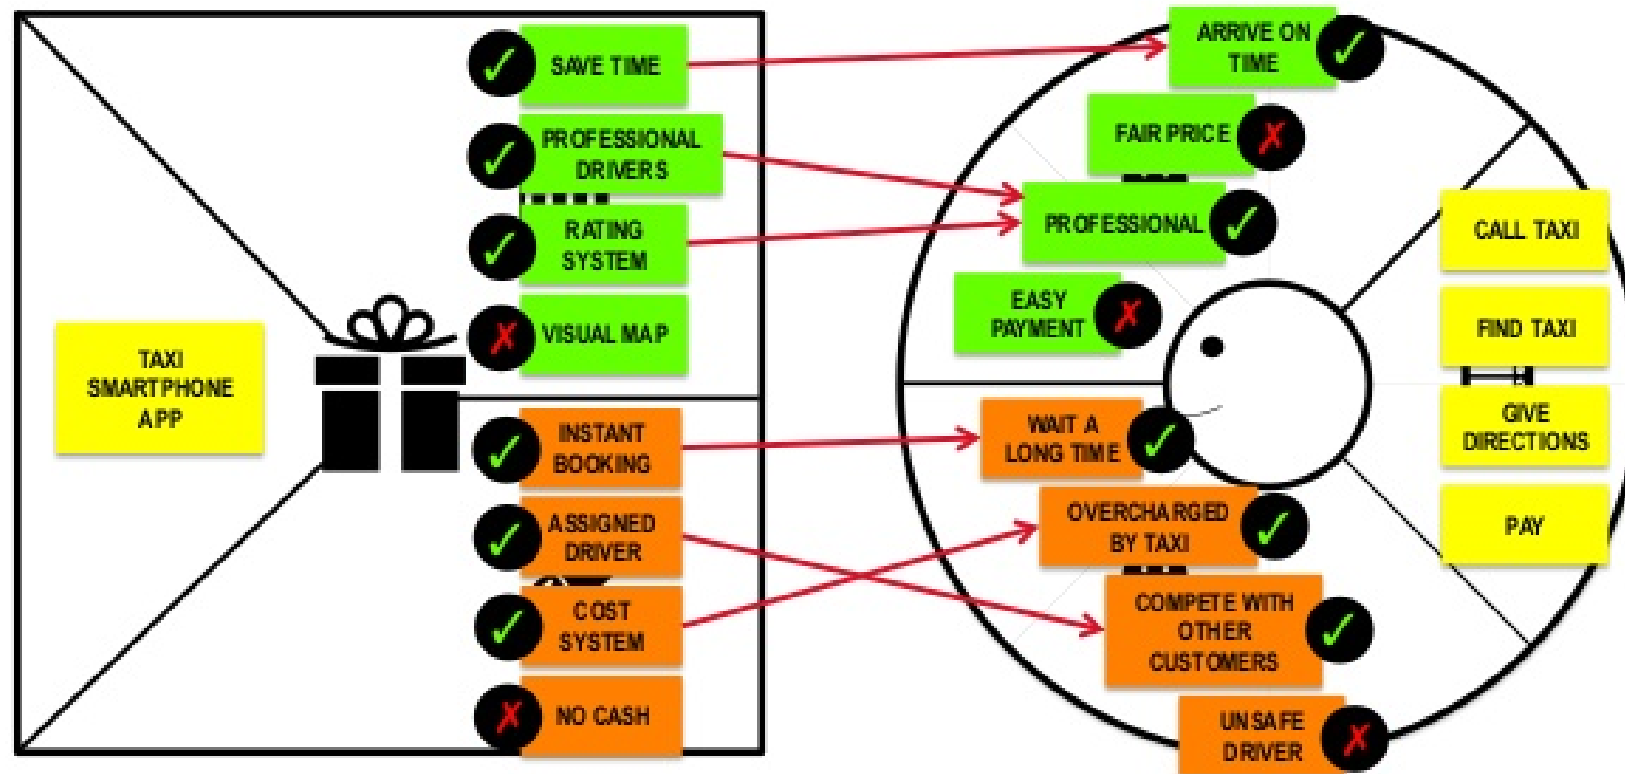 TAXI
SMARTPHONE
APP
SAVE TIME
PROFESSIONAL
DRIVERS
RATING
SYSTEM
VISUAL MAP
INSTANT
BOOKING
ASSIGNED
DRIVER
COST
SYSTEM
NO CASH
ARRIVE ON
TIME
FAIR PRICE
PROFESSIONAL
EASY
PAYMENT
WAIT A
LONG TIME
OVERCHARGED
BY TAXI
COMPETE WITH
OTHER
CUSTOMERS
UNSAFE
DRIVER
CALL TAXI
FIND TAXI
GIVE
DIRECTIONS
PAY